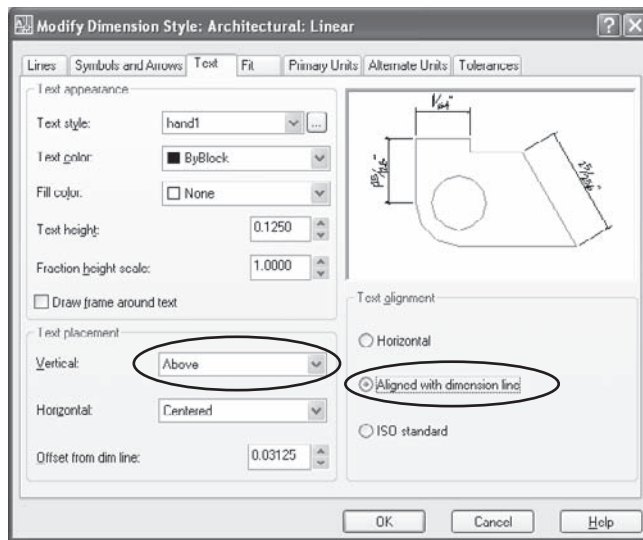 Modify Dimension Style: Architectural: Linear
Lines Symbols and Arrows Text Fit Primary Units Alternate Units Tolerances
Text appearance
Text style: hand1 ...
Text color: ByBlock
Fill color: None
Text height: 0.1250
Fraction height scale: 1.0000
Draw frame around text
Text placement
Vertical: Above
Horizontal: Centered
Offset from dim line: 0.03125
Text alignment
Horizontal
Aligned with dimension line
ISO standard
OK Cancel Help